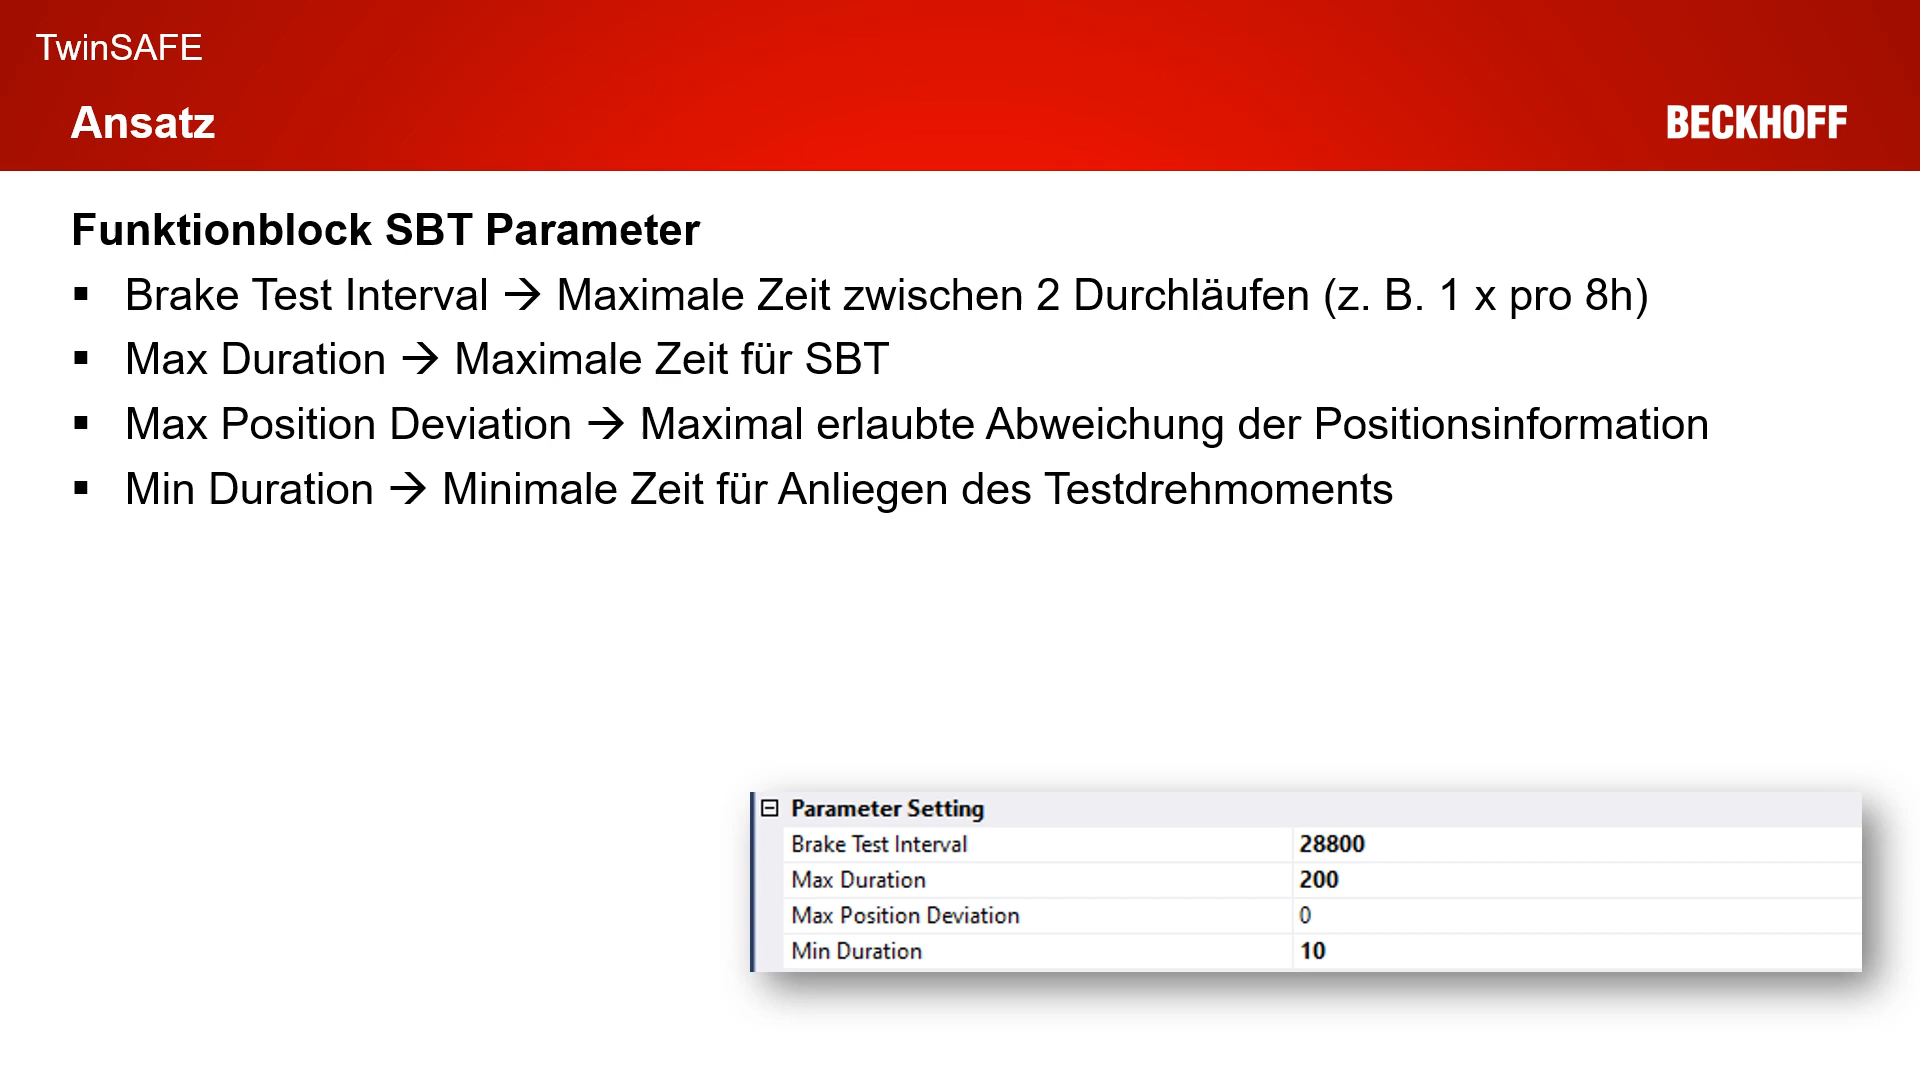 TwinSAFE
Ansatz
BECKHOFF
Funktionblock SBT Parameter
▪ Brake Test Interval → Maximale Zeit zwischen 2 Durchläufen (z. B. 1 x pro 8h)
▪ Max Duration → Maximale Zeit für SBT
▪ Max Position Deviation → Maximal erlaubte Abweichung der Positionsinformation
▪ Min Duration → Minimale Zeit für Anliegen des Testdrehmoments
Parameter Setting
Brake Test Interval 28800
Max Duration 200
Max Position Deviation 0
Min Duration 10